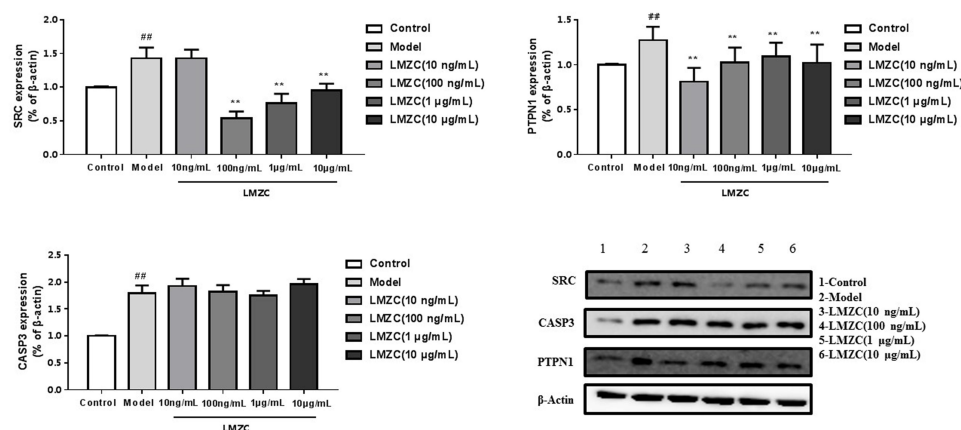 SRC expression
(% of β-actin)
2.0
1.5
1.0
0.5
0.0
##
**
**
**
Control
Model
10ng/mL
100ng/mL
1μg/mL
10μg/mL
LMZC
Control
Model
LMZC(10 ng/mL)
LMZC(100 ng/mL)
LMZC(1 μg/mL)
LMZC(10 μg/mL)
PTPN1 expression
(% of β-actin)
1.5
1.0
0.5
0.0
##
**
**
**
**
Control
Model
10ng/mL
100ng/mL
1μg/mL
10μg/mL
LMZC
Control
Model
LMZC(10 ng/mL)
LMZC(100 ng/mL)
LMZC(1 μg/mL)
LMZC(10 μg/mL)
CASP3 expression
(% of β-actin)
2.5
2.0
1.5
1.0
0.5
0.0
##
Control
Model
10ng/mL
100ng/mL
1μg/mL
10μg/mL
LMZC
Control
Model
LMZC(10 ng/mL)
LMZC(100 ng/mL)
LMZC(1 μg/mL)
LMZC(10 μg/mL)
1 2 3 4 5 6
SRC
CASP3
PTPN1
β-Actin
1-Control
2-Model
3-LMZC(10 ng/mL)
4-LMZC(100 ng/mL)
5-LMZC(1 μg/mL)
6-LMZC(10 μg/mL)